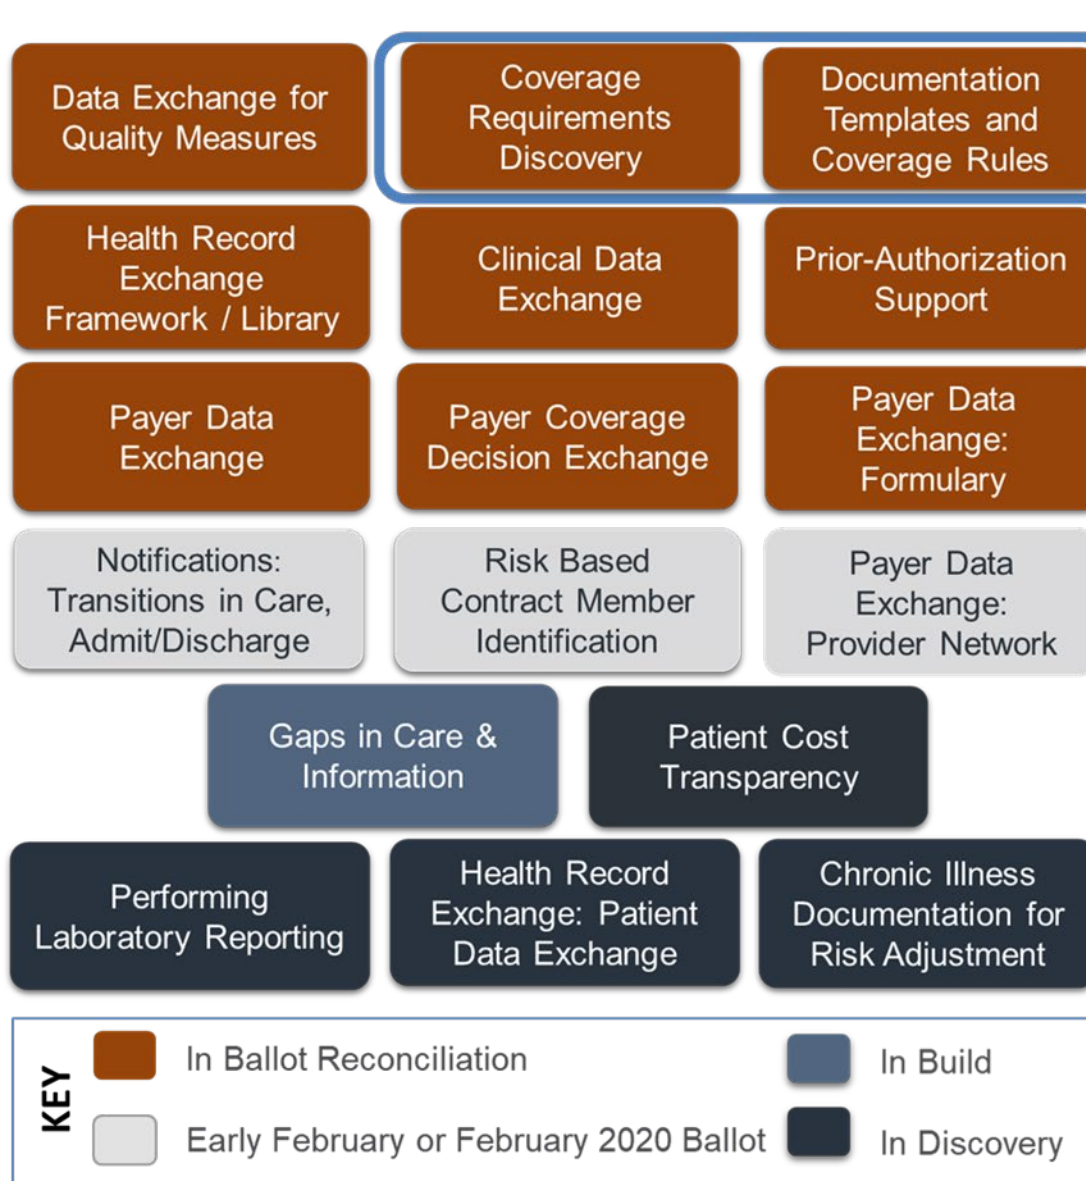 Data Exchange for
Quality Measures
Coverage
Requirements
Discovery
Documentation
Templates and
Coverage Rules
Health Record
Exchange
Framework / Library
Clinical Data
Exchange
Prior-Authorization
Support
Payer Data
Exchange
Payer Coverage
Decision Exchange
Payer Data
Exchange:
Formulary
Notifications:
Transitions in Care,
Admit/Discharge
Risk Based
Contract Member
Identification
Payer Data
Exchange:
Provider Network
Gaps in Care &
Information
Patient Cost
Transparency
Performing
Laboratory Reporting
Health Record
Exchange: Patient
Data Exchange
Chronic Illness
Documentation for
Risk Adjustment
KEY
In Ballot Reconciliation
In Build
Early February or February 2020 Ballot
In Discovery